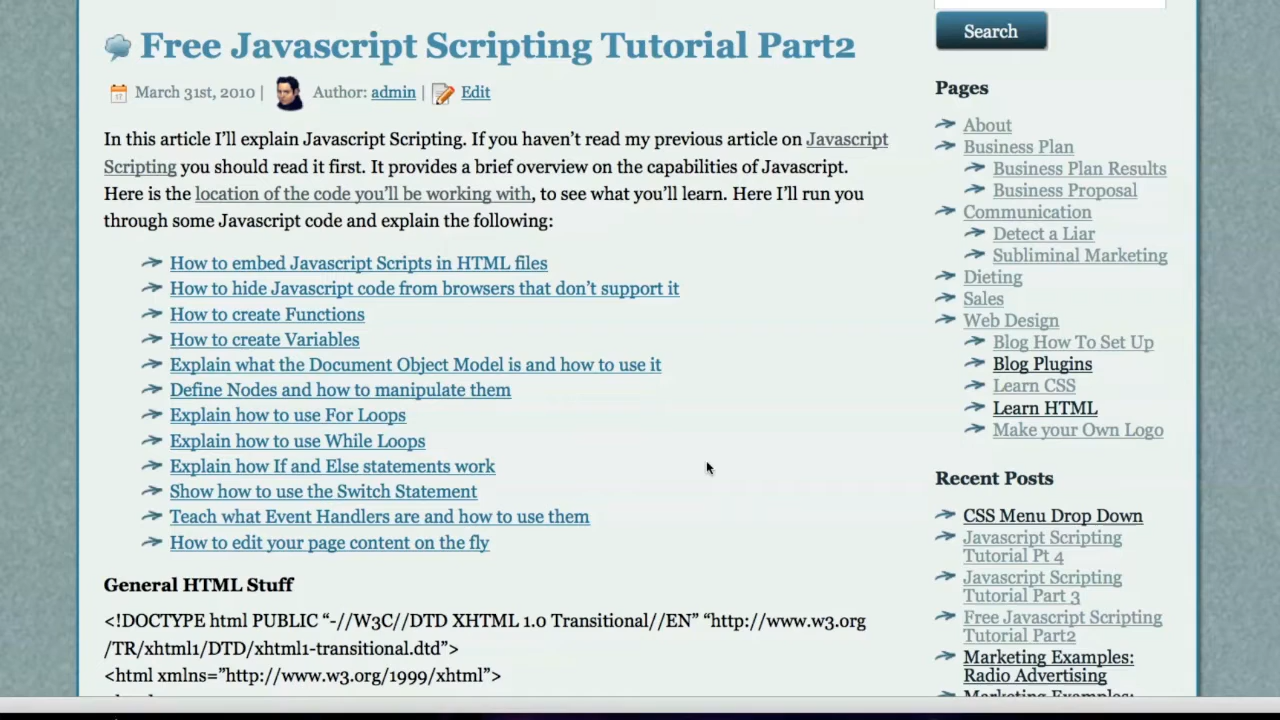 Free Javascript Scripting Tutorial Part2
March 31st, 2010 | Author: admin | Edit
In this article I'll explain Javascript Scripting. If you haven't read my previous article on Javascript
Scripting you should read it first. It provides a brief overview on the capabilities of Javascript.
Here is the location of the code you'll be working with, to see what you'll learn. Here I'll run you
through some Javascript code and explain the following:
How to embed Javascript Scripts in HTML files
How to hide Javascript code from browsers that don't support it
How to create Functions
How to create Variables
Explain what the Document Object Model is and how to use it
Define Nodes and how to manipulate them
Explain how to use For Loops
Explain how to use While Loops
Explain how If and Else statements work
Show how to use the Switch Statement
Teach what Event Handlers are and how to use them
How to edit your page content on the fly
General HTML Stuff
<!DOCTYPE html PUBLIC “-//W3C//DTD XHTML 1.0 Transitional//EN” “http://www.w3.org
/TR/xhtml1/DTD/xhtml1-transitional.dtd”>
<html xmlns=”http://www.w3.org/1999/xhtml”>
Search
Pages
About
Business Plan
Business Plan Results
Business Proposal
Communication
Detect a Liar
Subliminal Marketing
Dieting
Sales
Web Design
Blog How To Set Up
Blog Plugins
Learn CSS
Learn HTML
Make your Own Logo
Recent Posts
CSS Menu Drop Down
Javascript Scripting
Tutorial Pt 4
Javascript Scripting
Tutorial Part 3
Free Javascript Scripting
Tutorial Part2
Marketing Examples:
Radio Advertising
Marketing Examples: